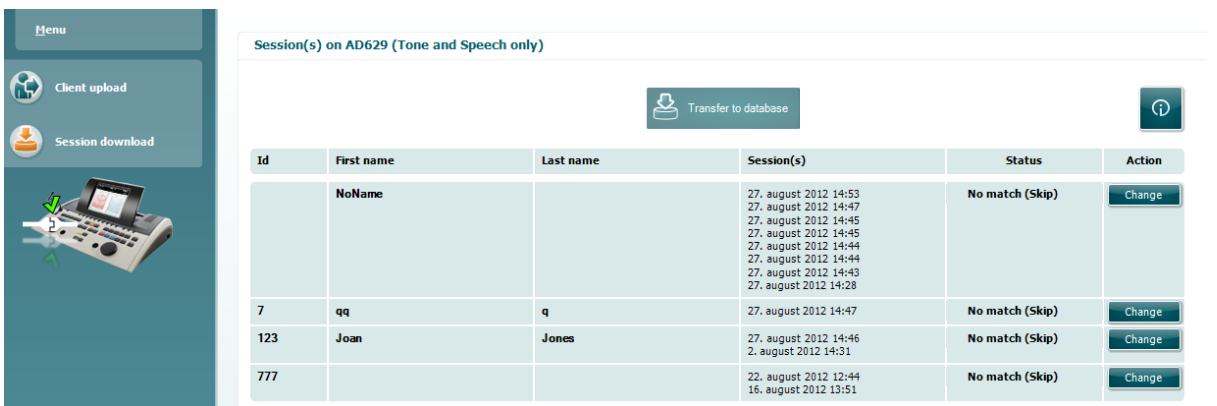 Menu
Client upload
Session download
Session(s) on AD629 (Tone and Speech only)
Transfer to database
Id First name Last name Session(s) Status Action
NoName 27. august 2012 14:53 No match (Skip) Change
27. august 2012 14:47
27. august 2012 14:45
27. august 2012 14:45
27. august 2012 14:44
27. august 2012 14:44
27. august 2012 14:43
27. august 2012 14:28
7 qq q 27. august 2012 14:47 No match (Skip) Change
123 Joan Jones 27. august 2012 14:46 No match (Skip) Change
2. august 2012 14:31
777 22. august 2012 12:44 No match (Skip) Change
16. august 2012 13:51